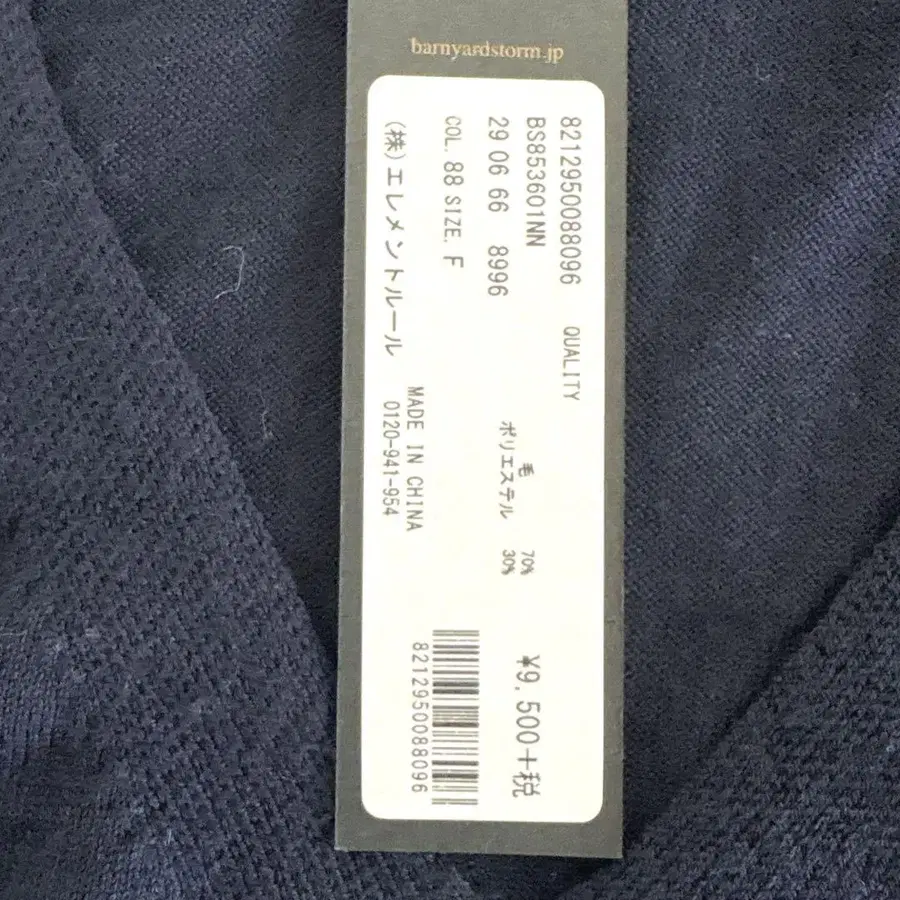 barnyardstorm.jp
8212950088096 QUALITY
BS853601NN
毛 70%
29 06 66 8996
ポリエステル 30%
COL. 88 SIZE. F
¥9,500+税
MADE IN CHINA
(株)エレメントルール 0120-941-954
8212950088096